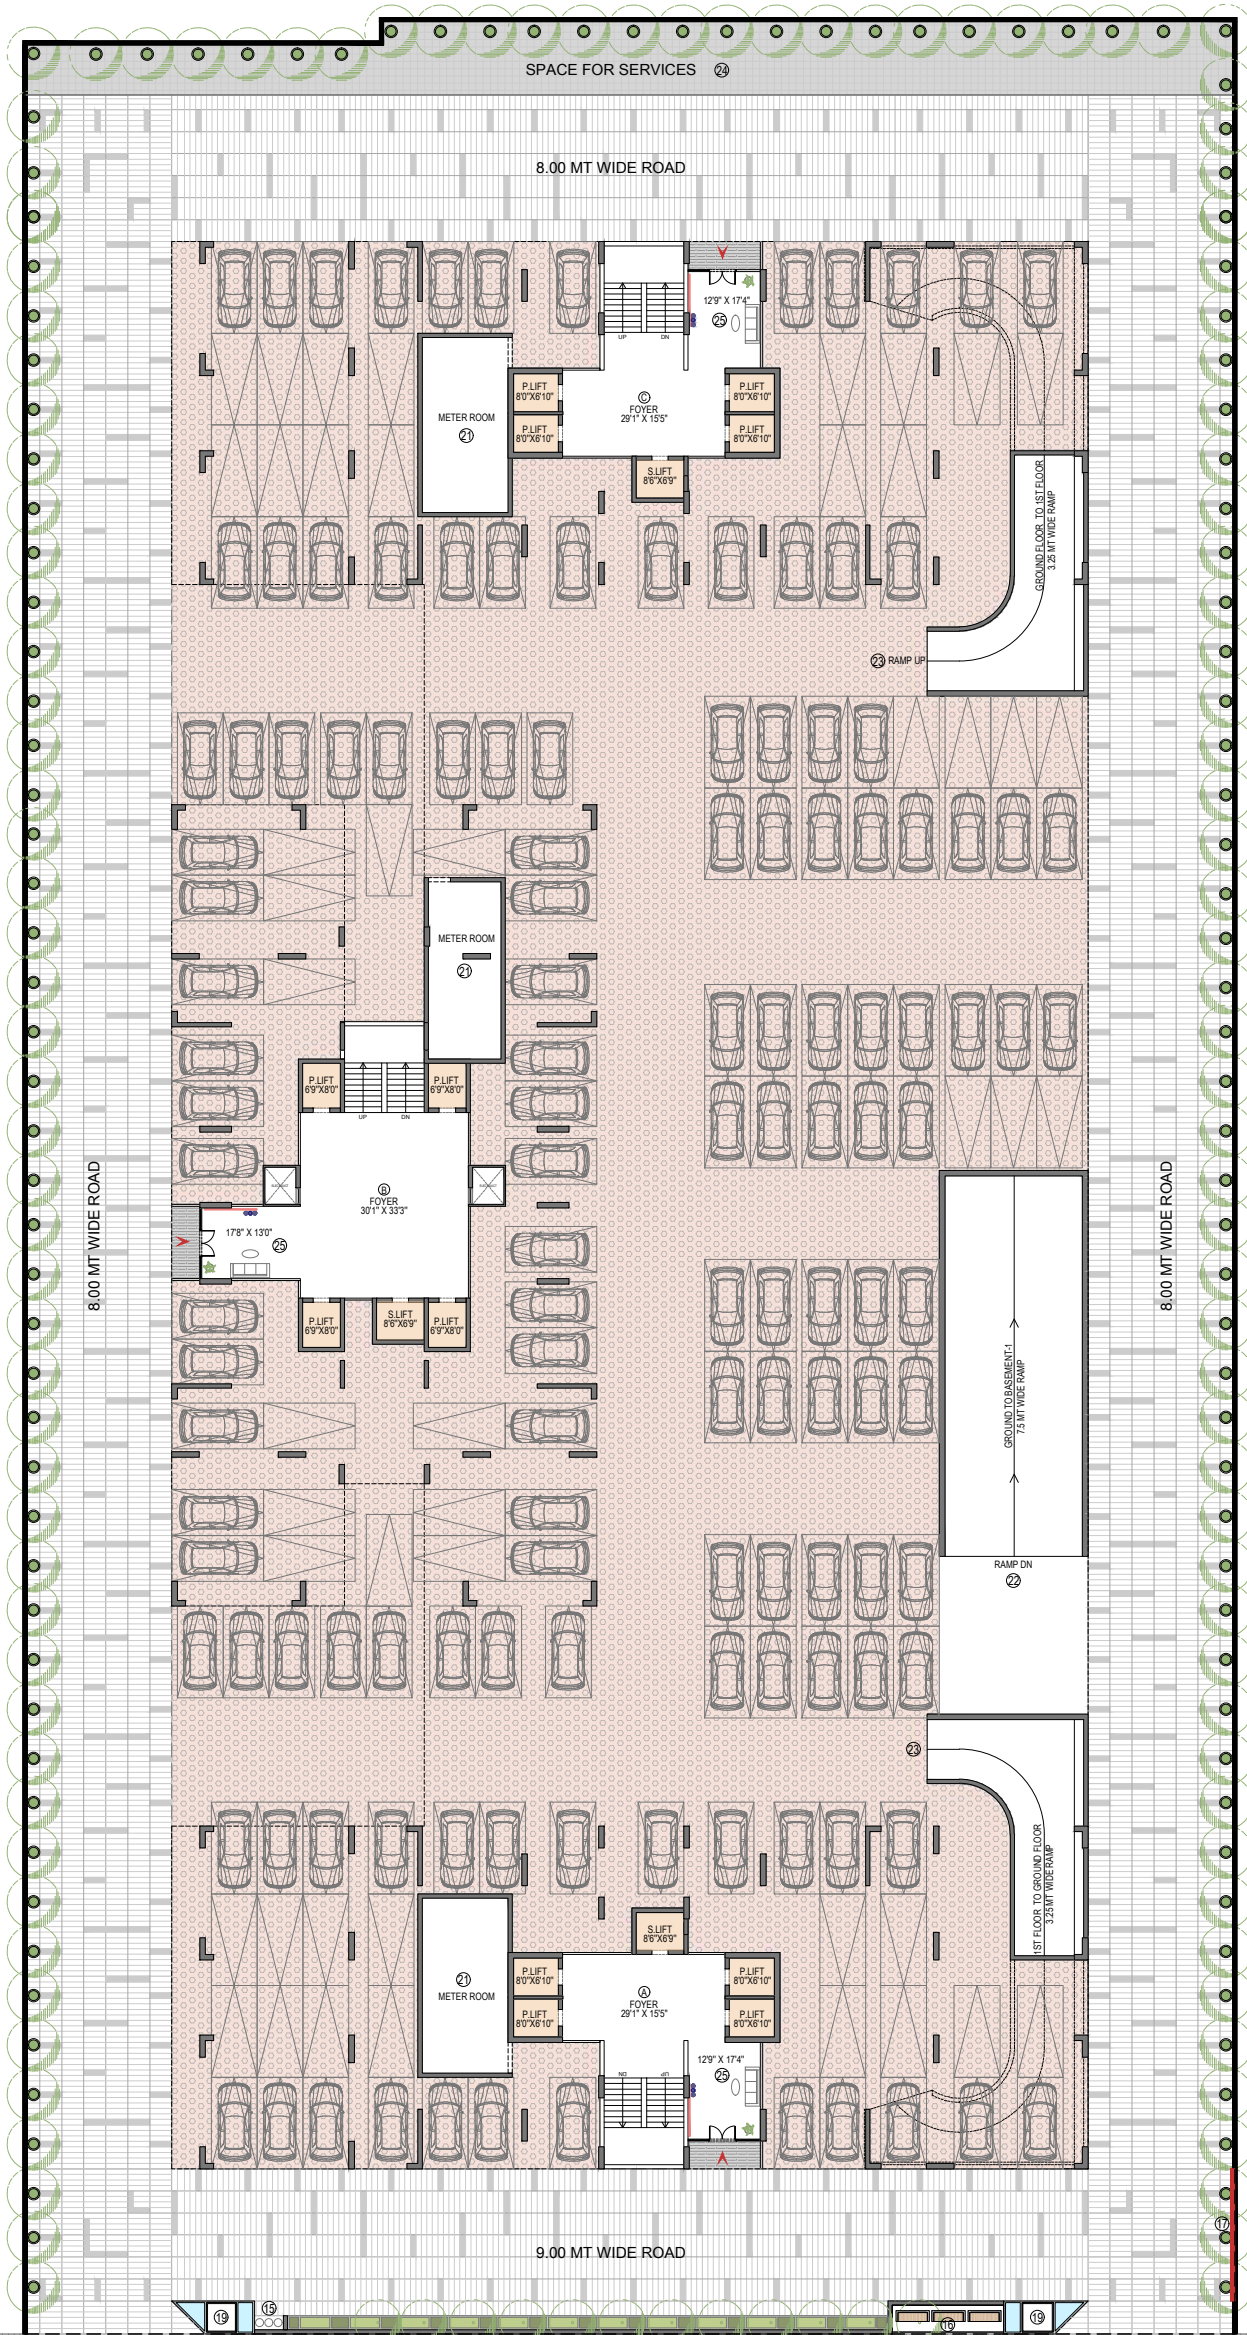 SPACE FOR SERVICES 24
8.00 MT WIDE ROAD
12'9" X 17'4"
25
UP
DN
P.LIFT
8'0"X6'10"
P.LIFT
8'0"X6'10"
C
FOYER
29'1" X 15'5"
P.LIFT
8'0"X6'10"
P.LIFT
8'0"X6'10"
METER ROOM
21
S.LIFT
8'6"X6'9"
GROUND FLOOR TO 1ST FLOOR
3.25 MT WIDE RAMP
23 RAMP UP
METER ROOM
21
P.LIFT
6'9"X8'0"
P.LIFT
6'9"X8'0"
UP
DN
B
FOYER
30'1" X 33'3"
17'8" X 13'0"
25
8.00 MT WIDE ROAD
8.00 MT WIDE ROAD
P.LIFT
6'9"X8'0"
S.LIFT
8'6"X6'9"
P.LIFT
6'9"X8'0"
GROUND TO BASEMENT-1
7.5 MT WIDE RAMP
RAMP DN
22
23
1ST FLOOR TO GROUND FLOOR
3.25 MT WIDE RAMP
S.LIFT
8'6"X6'9"
21
METER ROOM
P.LIFT
8'0"X6'10"
P.LIFT
8'0"X6'10"
A
FOYER
29'1" X 15'5"
P.LIFT
8'0"X6'10"
P.LIFT
8'0"X6'10"
12'9" X 17'4"
25
DN
UP
17
9.00 MT WIDE ROAD
19
15
16
19